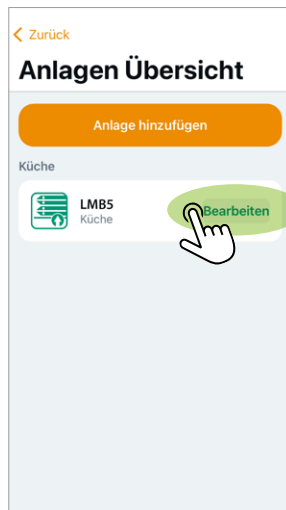 Zurück
Anlagen Übersicht
Anlage hinzufügen
Küche
LMB5
Küche
Bearbeiten